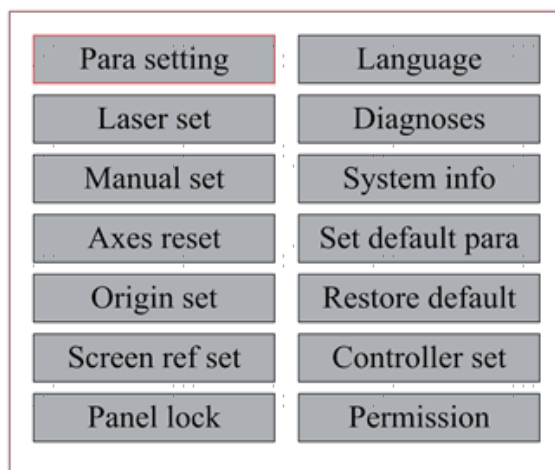 Para setting
Language
Laser set
Diagnoses
Manual set
System info
Axes reset
Set default para
Origin set
Restore default
Screen ref set
Controller set
Panel lock
Permission